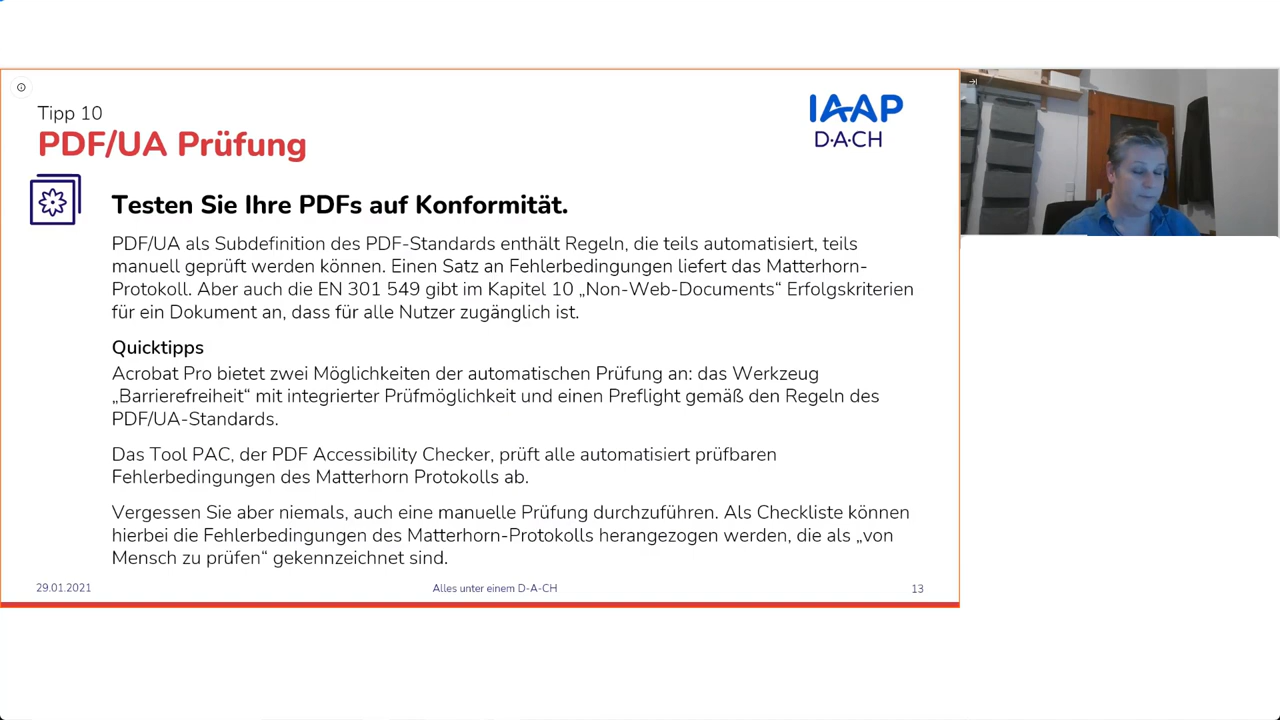 Tipp 10
PDF/UA Prüfung
IAAP
D·A·CH
Testen Sie Ihre PDFs auf Konformität.
PDF/UA als Subdefinition des PDF-Standards enthält Regeln, die teils automatisiert, teils
manuell geprüft werden können. Einen Satz an Fehlerbedingungen liefert das Matterhorn-
Protokoll. Aber auch die EN 301 549 gibt im Kapitel 10 „Non-Web-Documents“ Erfolgskriterien
für ein Dokument an, dass für alle Nutzer zugänglich ist.
Quicktipps
Acrobat Pro bietet zwei Möglichkeiten der automatischen Prüfung an: das Werkzeug
„Barrierefreiheit“ mit integrierter Prüfmöglichkeit und einen Preflight gemäß den Regeln des
PDF/UA-Standards.
Das Tool PAC, der PDF Accessibility Checker, prüft alle automatisiert prüfbaren
Fehlerbedingungen des Matterhorn Protokolls ab.
Vergessen Sie aber niemals, auch eine manuelle Prüfung durchzuführen. Als Checkliste können
hierbei die Fehlerbedingungen des Matterhorn-Protokolls herangezogen werden, die als „von
Mensch zu prüfen“ gekennzeichnet sind.
29.01.2021
Alles unter einem D-A-CH
13